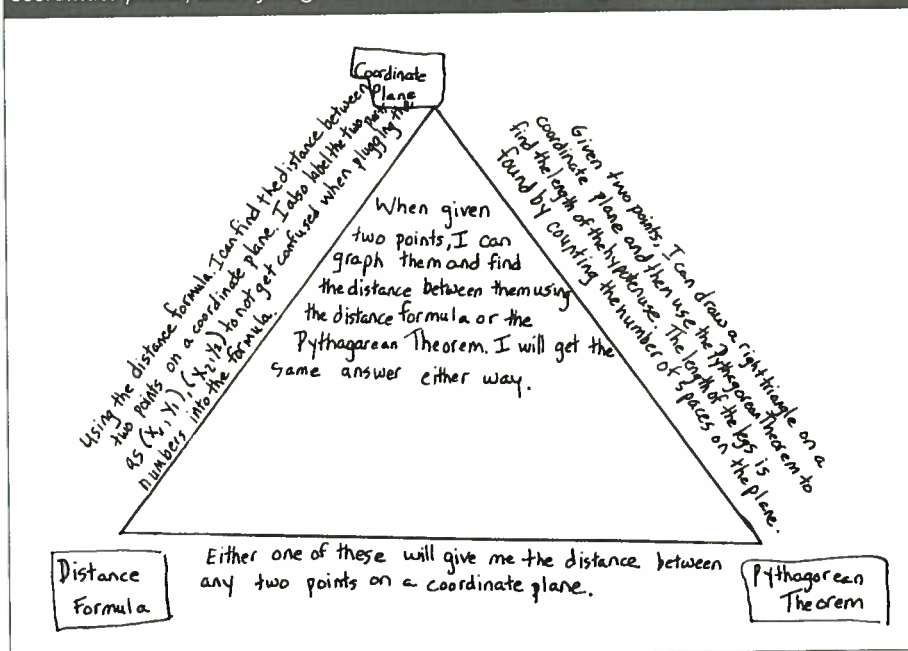 Coordinate
Plane
Using the distance formula. I can find the distance between
two points on a coordinate plane. I also label the two
as (x₁, y₁), (x₂, y₂) to not get confused when plugging the
numbers into the formula.
Given two points, I can draw a right triangle on a
coordinate plane and then use the Pythagorean Theorem to
find the length of the hypotenuse. The length of the legs is
found by counting the number of spaces on the plane.
When given
two points, I can
graph them and find
the distance between them using
the distance formula or the
Pythagarean Theorem. I will get the
same answer either way.
Distance
Formula
Either one of these will give me the distance between
any two points on a coordinate plane.
Pythagorean
Theorem